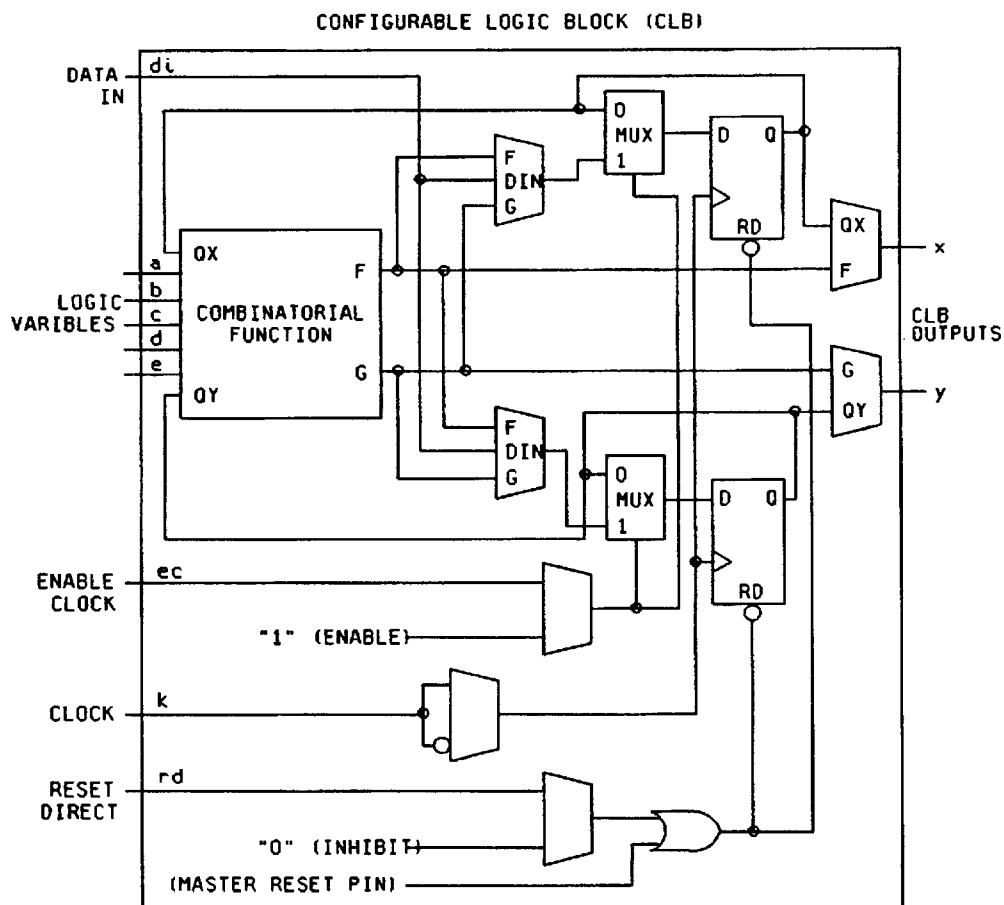 CONFIGURABLE LOGIC BLOCK (CLB)
DATA IN
di
0
MUX
1
D Q
RD
F
DIN
G
QX
F
x
QX
a
b
LOGIC VARIBLES
c
d
e
QY
COMBINATORIAL FUNCTION
F
G
CLB OUTPUTS
G
QY
y
F
DIN
G
0
MUX
1
D Q
RD
ENABLE CLOCK
ec
"1" (ENABLE)
CLOCK
k
RESET DIRECT
rd
"0" (INHIBIT)
(MASTER RESET PIN)